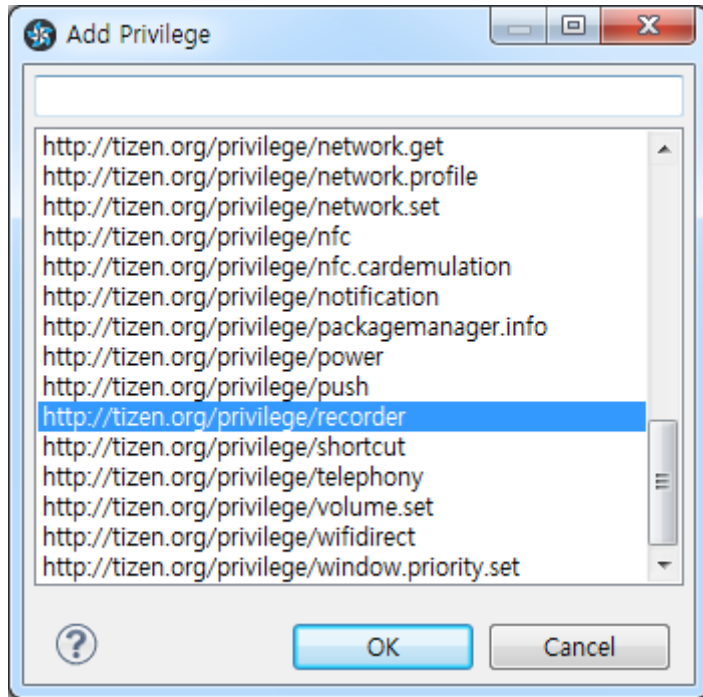 Add Privilege
http://tizen.org/privilege/network.get
http://tizen.org/privilege/network.profile
http://tizen.org/privilege/network.set
http://tizen.org/privilege/nfc
http://tizen.org/privilege/nfc.cardemulation
http://tizen.org/privilege/notification
http://tizen.org/privilege/packagemanager.info
http://tizen.org/privilege/power
http://tizen.org/privilege/push
http://tizen.org/privilege/recorder
http://tizen.org/privilege/shortcut
http://tizen.org/privilege/telephony
http://tizen.org/privilege/volume.set
http://tizen.org/privilege/wifidirect
http://tizen.org/privilege/window.priority.set
? OK Cancel